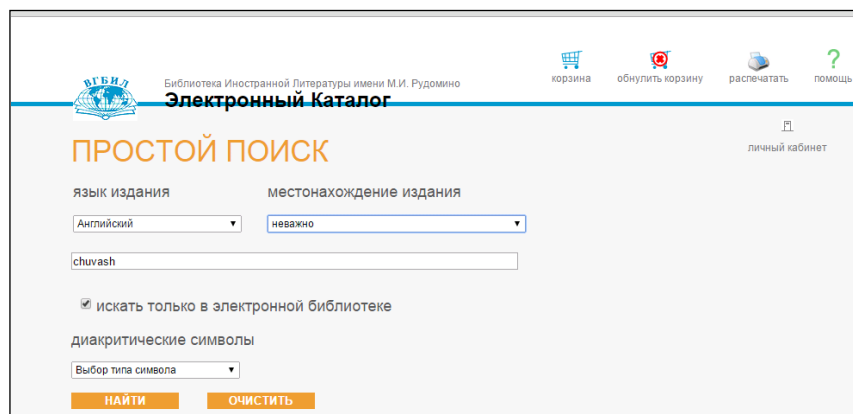 ВГБИЛ
Библиотека Иностранной Литературы имени М.И. Рудомино
Электронный Каталог
корзина
обнулить корзину
распечатать
помощь
личный кабинет
ПРОСТОЙ ПОИСК
язык издания
местонахождение издания
Английский
неважно
chuvash
искать только в электронной библиотеке
диакритические символы
Выбор типа символа
НАЙТИ
ОЧИСТИТЬ